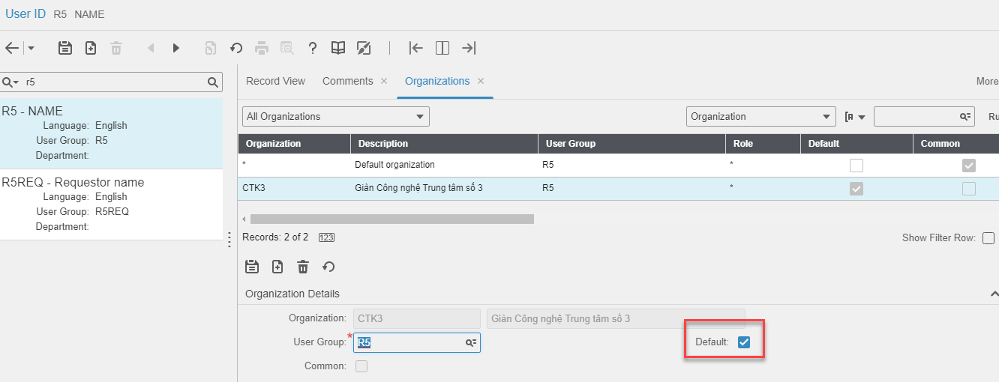 User ID R5 NAME
r5
R5 - NAME
Language: English
User Group: R5
Department:
R5REQ - Requestor name
Language: English
User Group: R5REQ
Department:
Record View Comments Organizations More
All Organizations Organization
Organization Description User Group Role Default Common
* Default organization R5 *
CTK3 Giàn Công nghệ Trung tâm số 3 R5 *
Records: 2 of 2 123 Show Filter Row:
Organization Details
Organization: CTK3 Giàn Công nghệ Trung tâm số 3
* User Group: R5 Default:
Common: